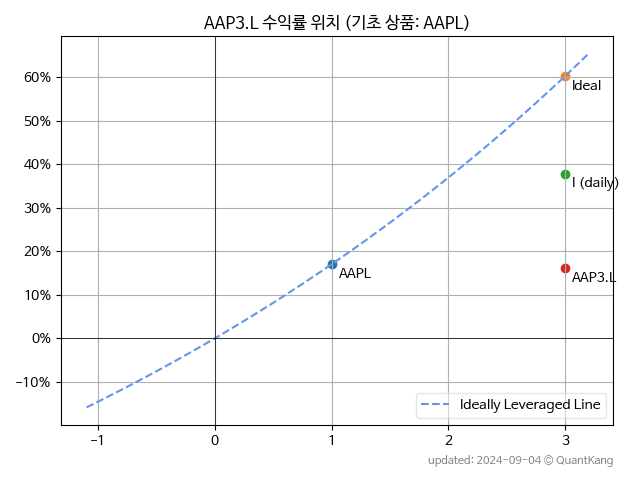 AAP3.L 수익률 위치 (기초 상품: AAPL)
60%
50%
40%
30%
20%
10%
0%
−10%
Ideal
I (daily)
AAPL
AAP3.L
Ideally Leveraged Line
−1
0
1
2
3
updated: 2024-09-04 © QuantKang